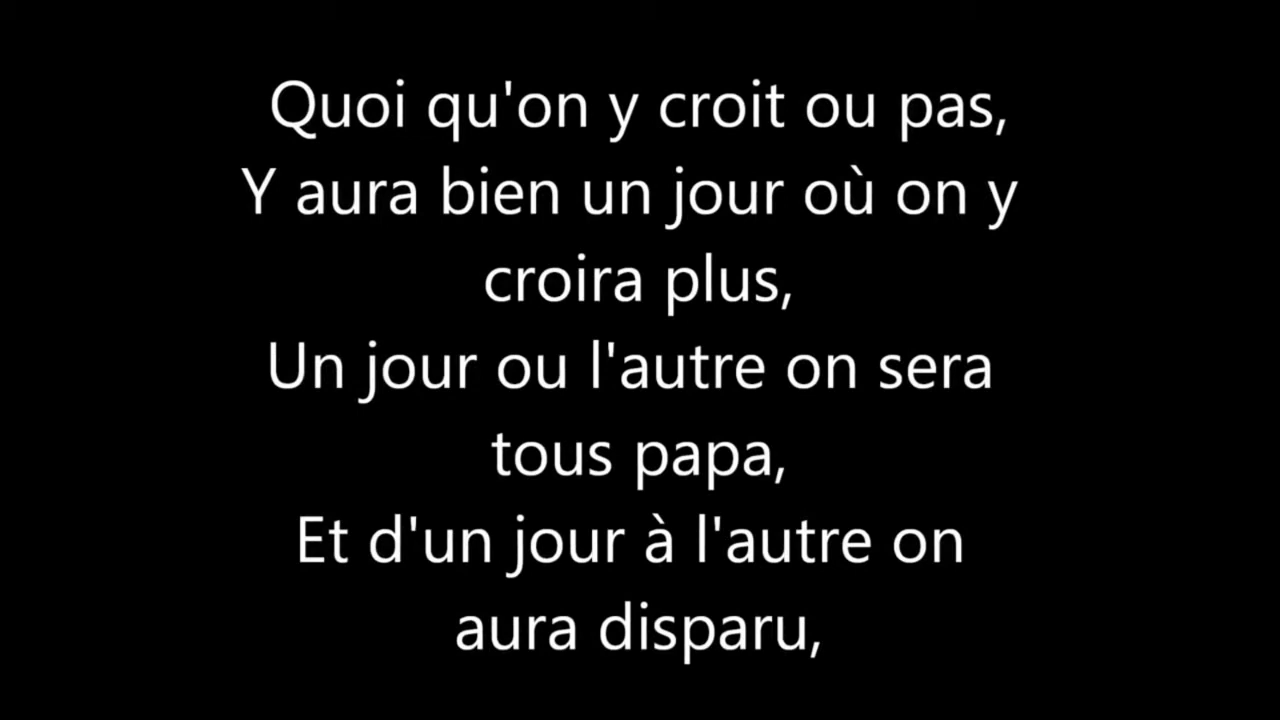 Quoi qu'on y croit ou pas,
Y aura bien un jour où on y
croira plus,
Un jour ou l'autre on sera
tous papa,
Et d'un jour à l'autre on
aura disparu,